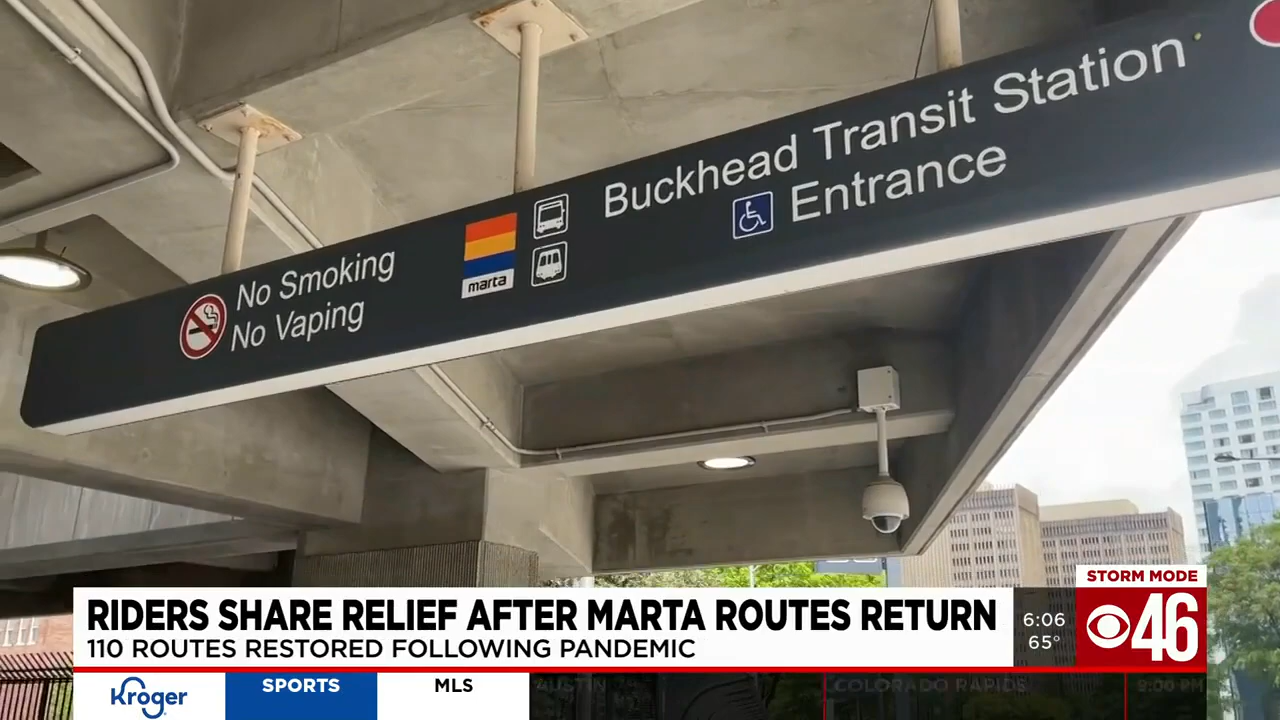 No Smoking
No Vaping
marta
Buckhead Transit Station
Entrance
RIDERS SHARE RELIEF AFTER MARTA ROUTES RETURN
110 ROUTES RESTORED FOLLOWING PANDEMIC
6:06
65°
STORM MODE
46
Kroger
SPORTS
MLS
AUSTIN
COLORADO RAPIDS
9:00 PM